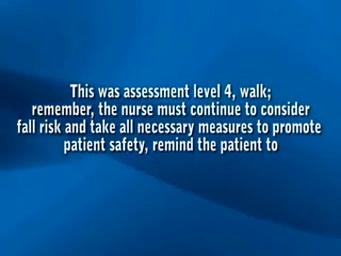 This was assessment level 4, walk;
remember, the nurse must continue to consider
fall risk and take all necessary measures to promote
patient safety, remind the patient to